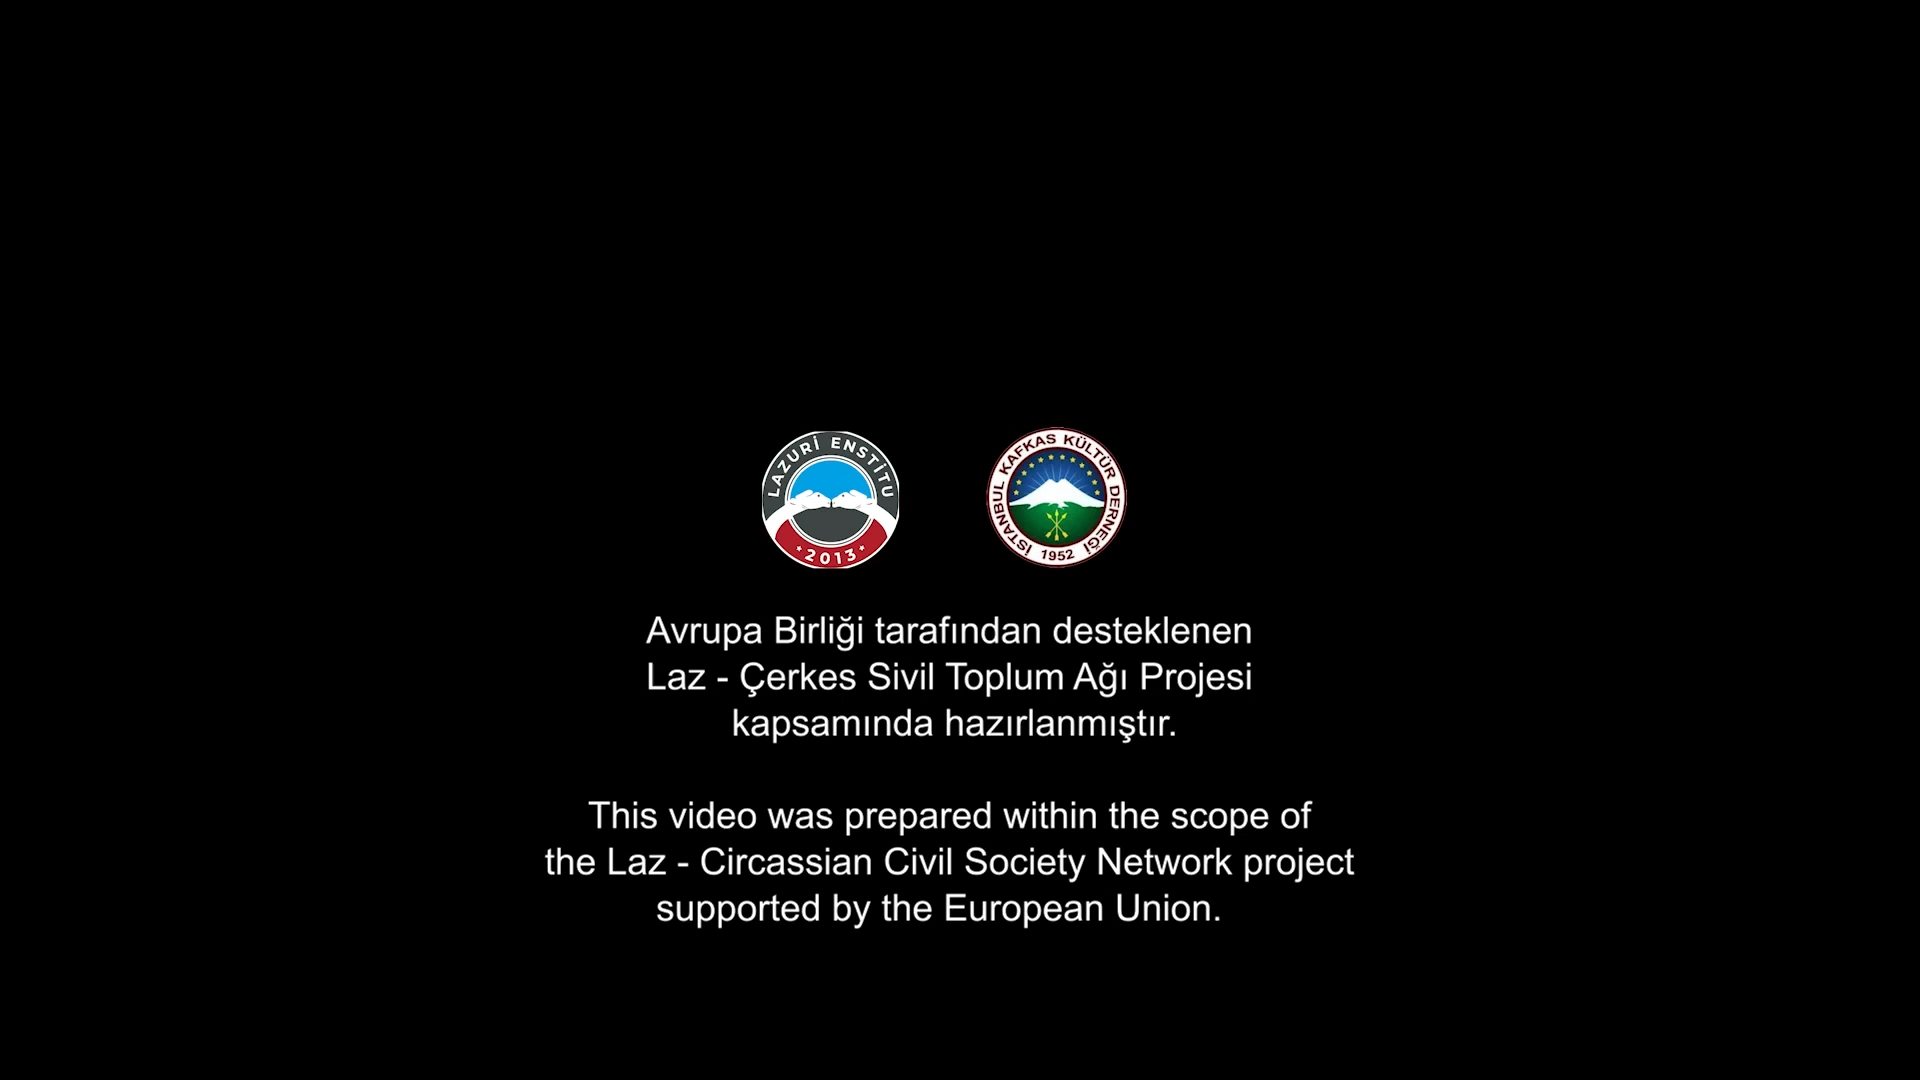 LAZURİ ENSTİTU
2013
İSTANBUL KAFKAS KÜLTÜR DERNEĞİ
1952
Avrupa Birliği tarafından desteklenen
Laz - Çerkes Sivil Toplum Ağı Projesi
kapsamında hazırlanmıştır.
This video was prepared within the scope of
the Laz - Circassian Civil Society Network project
supported by the European Union.